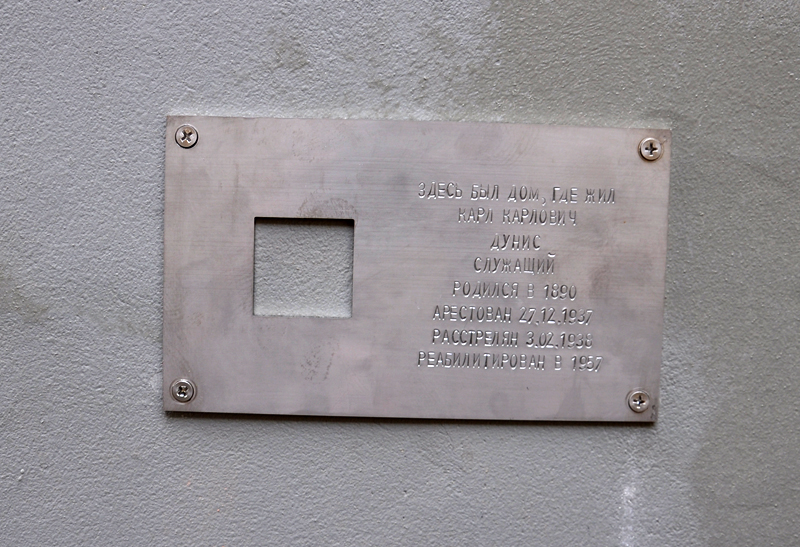 ЗДЕСЬ БЫЛ ДОМ, ГДЕ ЖИЛ
КАРЛ КАРЛОВИЧ
ДУНИС
СЛУЖАЩИЙ
РОДИЛСЯ В 1890
АРЕСТОВАН 27.12.1937
РАССТРЕЛЯН 3.02.1938
РЕАБИЛИТИРОВАН В 1957